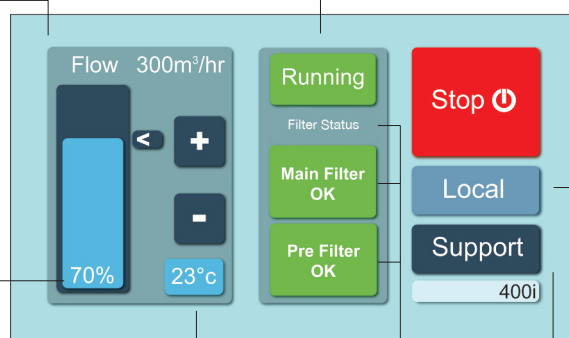 Flow 300m³/hr
<
+
-
70%
23°c
Running
Filter Status
Main Filter
OK
Pre Filter
OK
Stop
Local
Support
400i